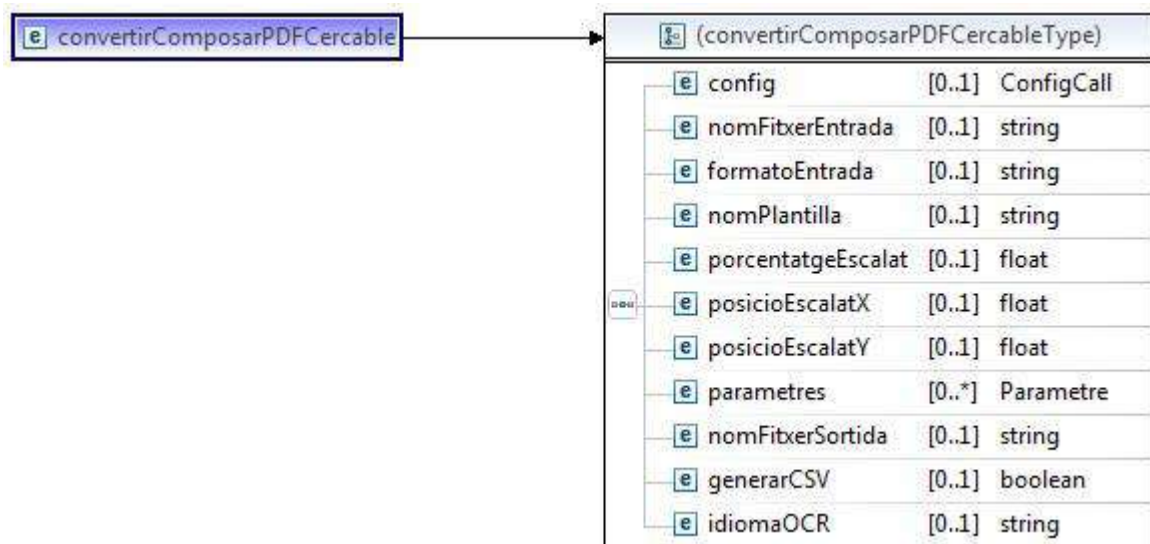 e convertirComposarPDFCercable
(convertirComposarPDFCercableType)
e config [0..1] ConfigCall
e nomFitxerEntrada [0..1] string
e formatoEntrada [0..1] string
e nomPlantilla [0..1] string
e porcentatgeEscalat [0..1] float
e posicioEscalatX [0..1] float
e posicioEscalatY [0..1] float
e parametres [0..*] Parametre
e nomFitxerSortida [0..1] string
e generarCSV [0..1] boolean
e idiomaOCR [0..1] string